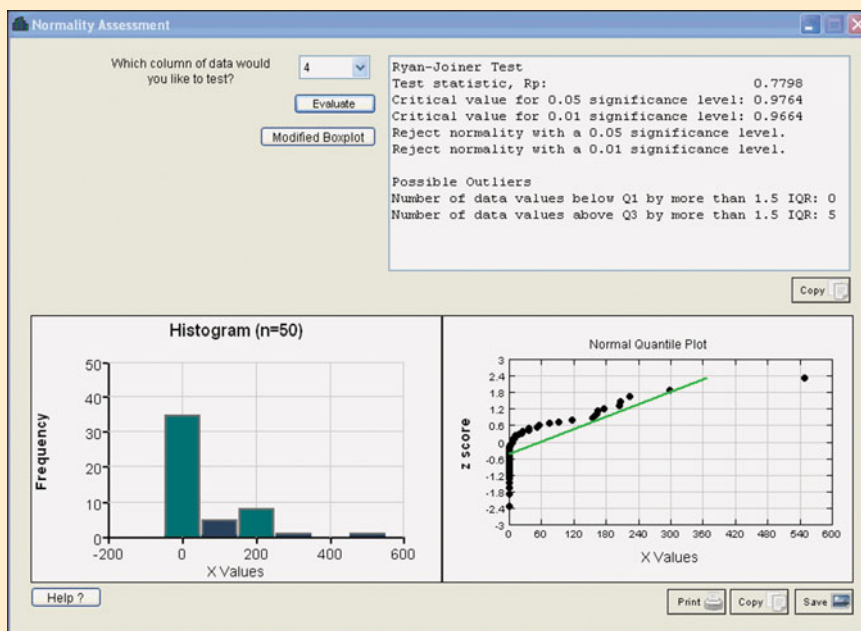 Normality Assessment
Which column of data would
you like to test?
4
Evaluate
Modified Boxplot
Ryan-Joiner Test
Test statistic, Rp: 0.7798
Critical value for 0.05 significance level: 0.9764
Critical value for 0.01 significance level: 0.9664
Reject normality with a 0.05 significance level.
Reject normality with a 0.01 significance level.
Possible Outliers
Number of data values below Q1 by more than 1.5 IQR: 0
Number of data values above Q3 by more than 1.5 IQR: 5
Copy
Histogram (n=50)
Frequency
50
40
30
20
10
0
-200 0 200 400 600
X Values
Normal Quantile Plot
z score
3
2.4
1.8
1.2
0.6
0
-0.6
-1.2
-1.8
-2.4
-3
0 60 120 180 240 300 360 420 480 540 600
X Values
Help ?
Print
Copy
Save